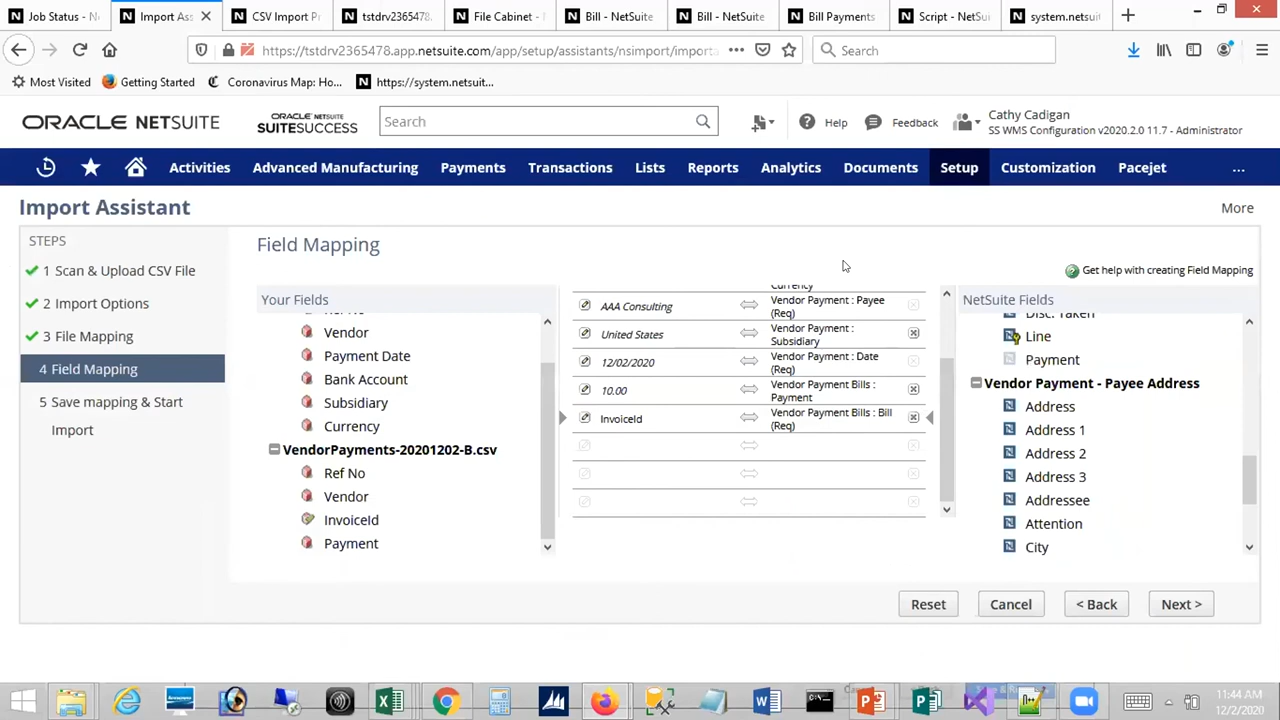 Job Status - N
Import Ass
CSV Import P
tstdrv2365478.
File Cabinet -
Bill - NetSuite
Bill - NetSuite
Bill Payments
Script - NetSu
system.netsuit
https://tstdrv2365478.app.netsuite.com/app/setup/assistants/nsimport/importa
Search
Most Visited
Getting Started
Coronavirus Map: Ho...
https://system.netsuit...
ORACLE NETSUITE
ORACLE NETSUITE
SUITESUCCESS
Search
Help
Feedback
Cathy Cadigan
SS WMS Configuration v2020.2.0 11.7 - Administrator
Activities
Advanced Manufacturing
Payments
Transactions
Lists
Reports
Analytics
Documents
Setup
Customization
Pacejet
...
Import Assistant
More
STEPS
1 Scan & Upload CSV File
2 Import Options
3 File Mapping
4 Field Mapping
5 Save mapping & Start
Import
Field Mapping
Get help with creating Field Mapping
Your Fields
Ref No
Vendor
Payment Date
Bank Account
Subsidiary
Currency
VendorPayments-20201202-B.csv
Ref No
Vendor
InvoiceId
Payment
Currency
AAA Consulting
Vendor Payment : Payee
(Req)
United States
Vendor Payment :
Subsidiary
12/02/2020
Vendor Payment : Date
(Req)
10.00
Vendor Payment Bills :
Payment
InvoiceId
Vendor Payment Bills : Bill
(Req)
NetSuite Fields
Disc. Taken
Line
Payment
Vendor Payment - Payee Address
Address
Address 1
Address 2
Address 3
Addressee
Attention
City
Reset
Cancel
< Back
Next >
11:44 AM
12/2/2020